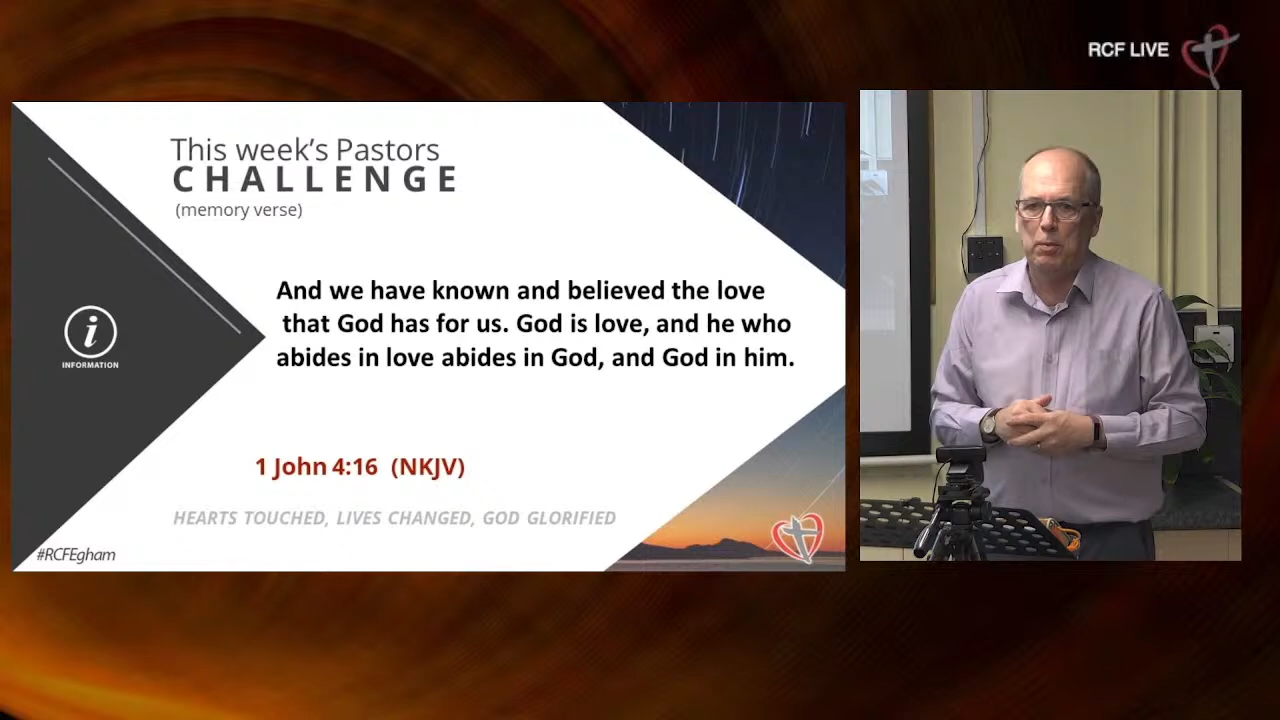 RCF LIVE
This week's Pastors
CHALLENGE
(memory verse)
And we have known and believed the love
that God has for us. God is love, and he who
abides in love abides in God, and God in him.
INFORMATION
1 John 4:16 (NKJV)
HEARTS TOUCHED, LIVES CHANGED, GOD GLORIFIED
#RCFEgham